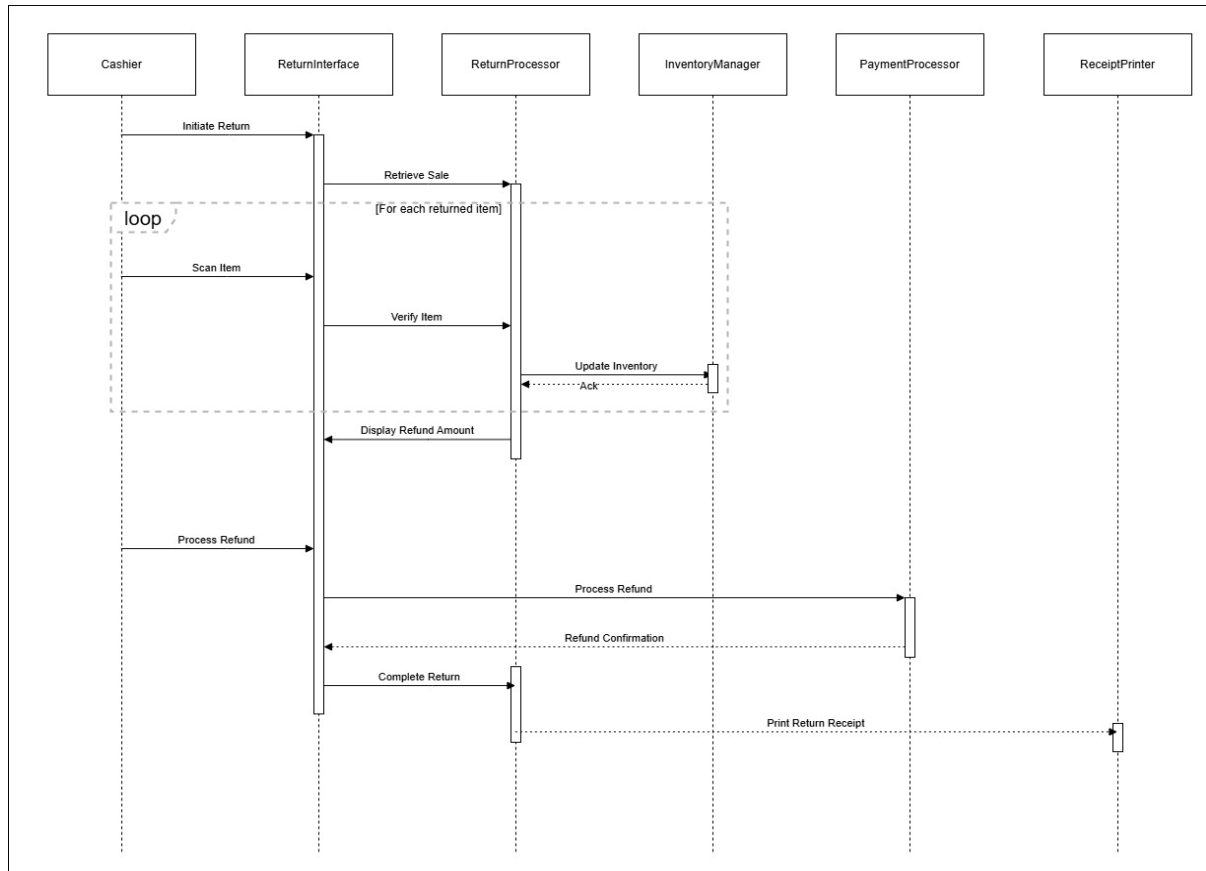 Cashier
ReturnInterface
ReturnProcessor
InventoryManager
PaymentProcessor
ReceiptPrinter
Initiate Return
Retrieve Sale
loop
[For each returned item]
Scan Item
Verify Item
Update Inventory
Ack
Display Refund Amount
Process Refund
Process Refund
Refund Confirmation
Complete Return
Print Return Receipt